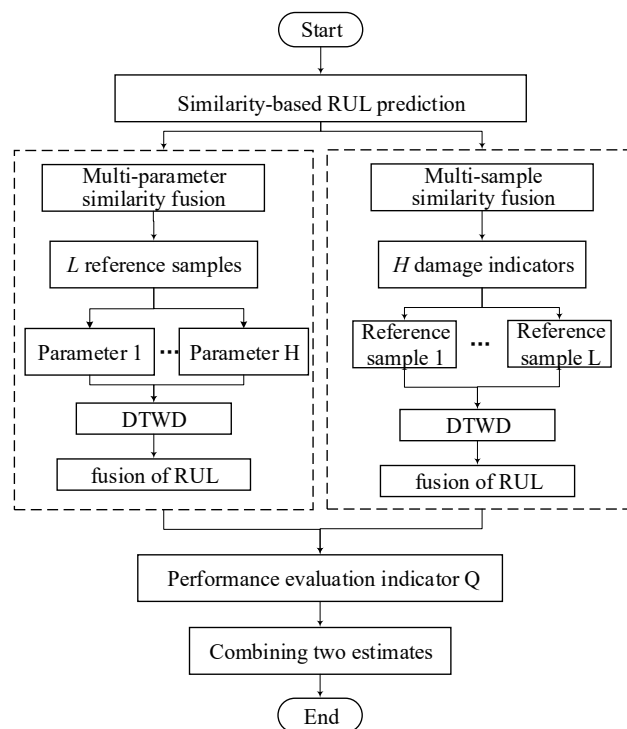 Start
Similarity-based RUL prediction
Multi-parameter
similarity fusion
L reference samples
Parameter 1
...
Parameter H
DTWD
fusion of RUL
Multi-sample
similarity fusion
H damage indicators
Reference
sample 1
...
Reference
sample L
DTWD
fusion of RUL
Performance evaluation indicator Q
Combining two estimates
End